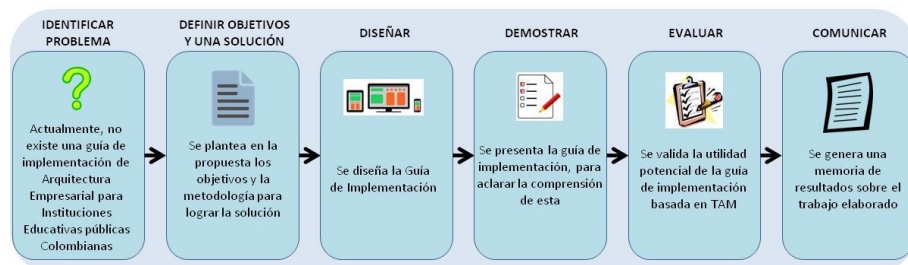 IDENTIFICAR
PROBLEMA
Actualmente, no
existe una guía de
implementación de
Arquitectura
Empresarial para
Instituciones
Educativas públicas
Colombianas
DEFINIR OBJETIVOS
Y UNA SOLUCIÓN
Se plantea en la
propuesta los
objetivos y la
metodología para
lograr la solución
DISEÑAR
Se diseña la Guía
de Implementación
DEMOSTRAR
Se presenta la guía de
implementación, para
aclarar la comprensión
de esta
EVALUAR
Se valida la utilidad
potencial de la guía
de implementación
basada en TAM
COMUNICAR
Se genera una
memoria de
resultados sobre el
trabajo elaborado